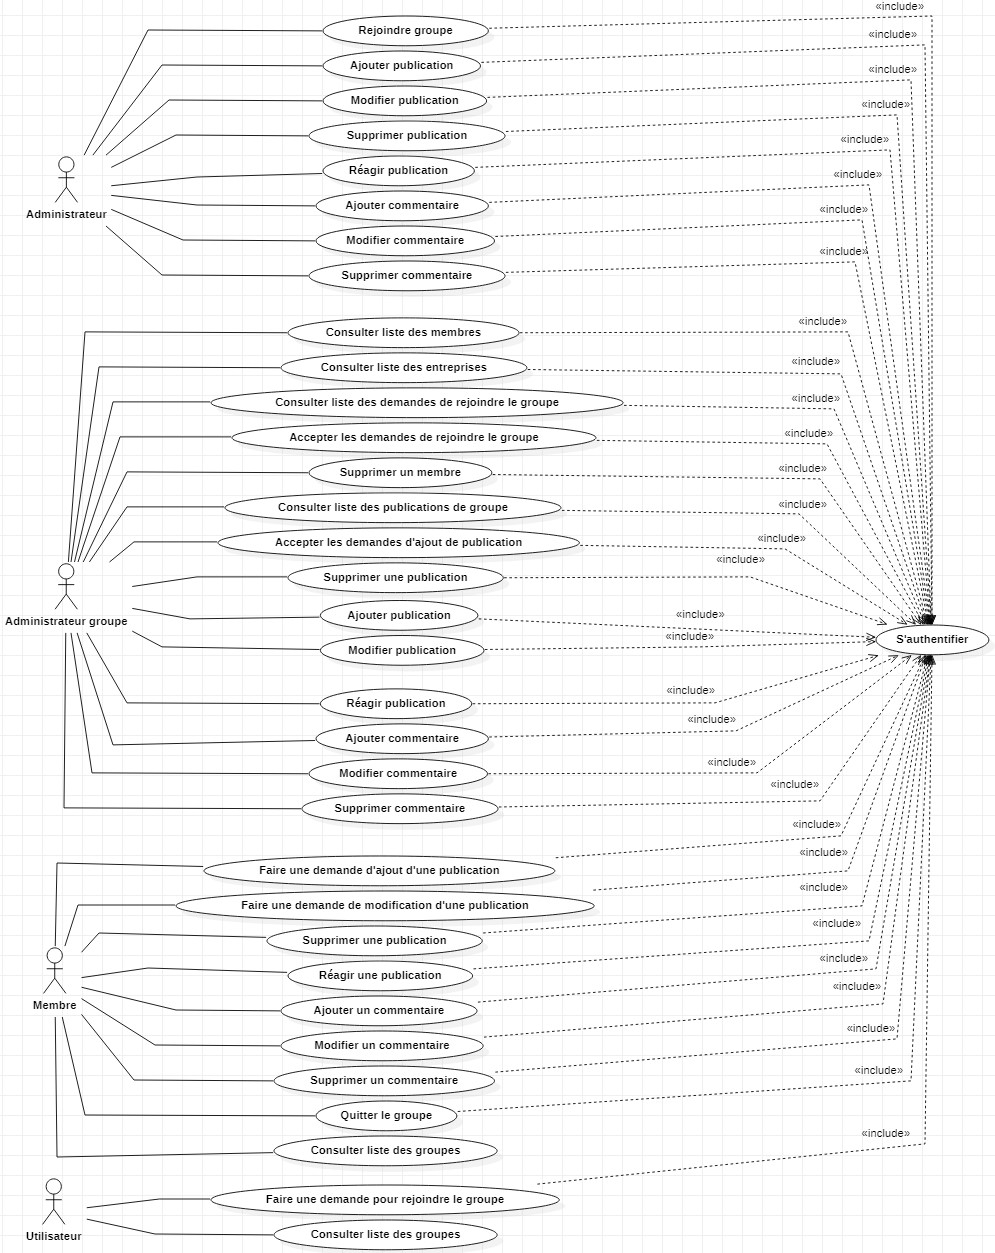 «include»
Rejoindre groupe
«include»
Ajouter publication
«include»
Modifier publication
«include»
Supprimer publication
«include»
Réagir publication
«include»
Ajouter commentaire
«include»
Administrateur
Modifier commentaire
«include»
Supprimer commentaire
«include»
Consulter liste des membres
«include»
Consulter liste des entreprises
«include»
Consulter liste des demandes de rejoindre le groupe
«include»
Accepter les demandes de rejoindre le groupe
«include»
Supprimer un membre
«include»
Consulter liste des publications de groupe
«include»
Accepter les demandes d'ajout de publication
«include»
Supprimer une publication
«include»
Ajouter publication
Administrateur groupe
«include»
S'authentifier
Modifier publication
«include»
Réagir publication
«include»
Ajouter commentaire
«include»
Modifier commentaire
«include»
Supprimer commentaire
«include»
«include»
Faire une demande d'ajout d'une publication
«include»
Faire une demande de modification d'une publication
«include»
Supprimer une publication
«include»
Réagir une publication
«include»
Membre
Ajouter un commentaire
«include»
Modifier un commentaire
«include»
Supprimer un commentaire
Quitter le groupe
«include»
Consulter liste des groupes
Faire une demande pour rejoindre le groupe
Utilisateur
Consulter liste des groupes